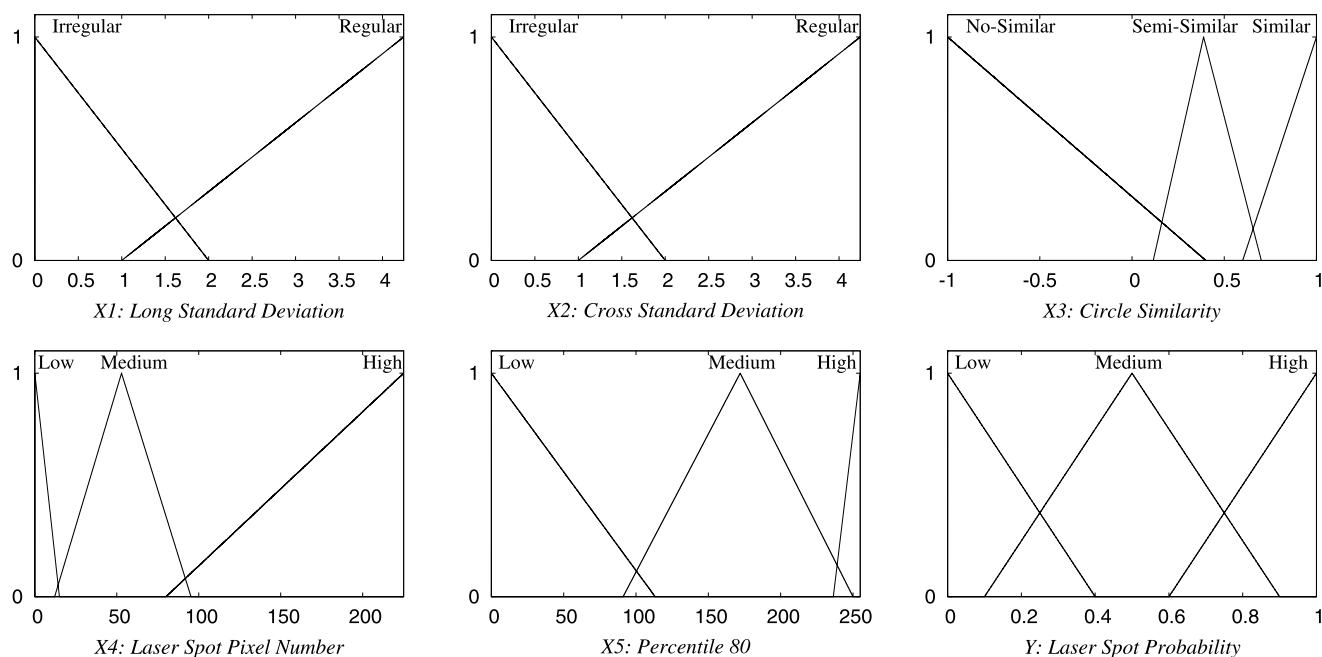 Irregular Regular
1
0
0 0.5 1 1.5 2 2.5 3 3.5 4
X1: Long Standard Deviation
Irregular Regular
1
0
0 0.5 1 1.5 2 2.5 3 3.5 4
X2: Cross Standard Deviation
No-Similar Semi-Similar Similar
1
0
-1 -0.5 0 0.5 1
X3: Circle Similarity
Low Medium High
1
0
0 50 100 150 200
X4: Laser Spot Pixel Number
Low Medium High
1
0
0 50 100 150 200 250
X5: Percentile 80
Low Medium High
1
0
0 0.2 0.4 0.6 0.8 1
Y: Laser Spot Probability